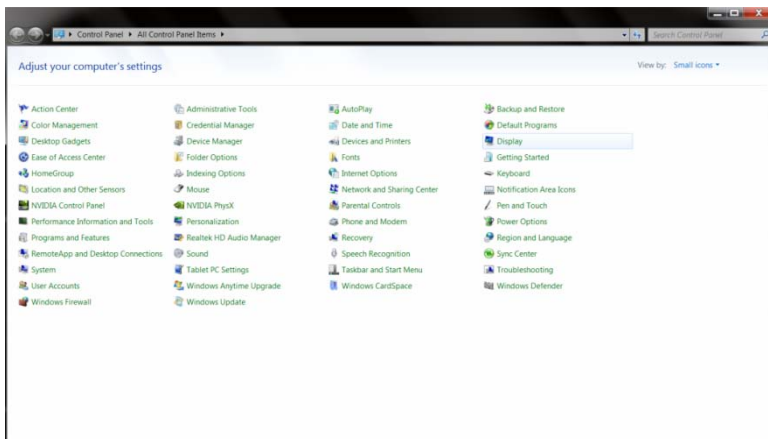 Control Panel ▸ All Control Panel Items ▸ Search Control Panel
Adjust your computer's settings View by: Small icons
Action Center Administrative Tools AutoPlay Backup and Restore
Color Management Credential Manager Date and Time Default Programs
Desktop Gadgets Device Manager Devices and Printers Display
Ease of Access Center Folder Options Fonts Getting Started
HomeGroup Indexing Options Internet Options Keyboard
Location and Other Sensors Mouse Network and Sharing Center Notification Area Icons
NVIDIA Control Panel NVIDIA PhysX Parental Controls Pen and Touch
Performance Information and Tools Personalization Phone and Modem Power Options
Programs and Features Realtek HD Audio Manager Recovery Region and Language
RemoteApp and Desktop Connections Sound Speech Recognition Sync Center
System Tablet PC Settings Taskbar and Start Menu Troubleshooting
User Accounts Windows Anytime Upgrade Windows CardSpace Windows Defender
Windows Firewall Windows Update